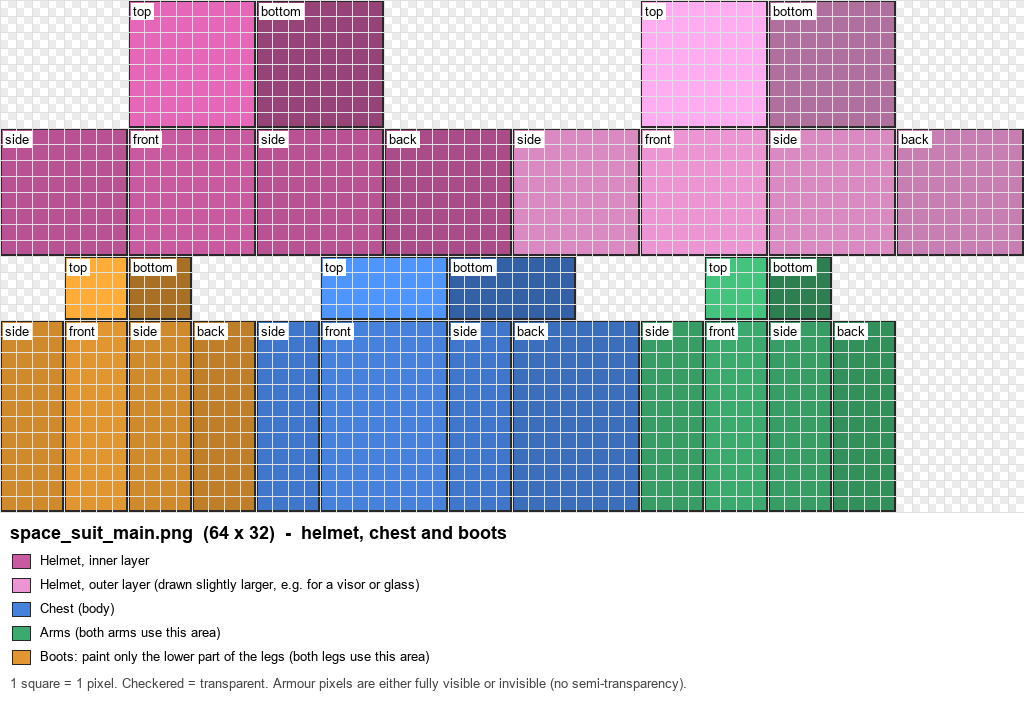 top bottom top bottom
side front side back side front side back
top bottom top bottom top bottom
side front side back side front side back side front side back
space_suit_main.png (64 x 32) - helmet, chest and boots
Helmet, inner layer
Helmet, outer layer (drawn slightly larger, e.g. for a visor or glass)
Chest (body)
Arms (both arms use this area)
Boots: paint only the lower part of the legs (both legs use this area)
1 square = 1 pixel. Checkered = transparent. Armour pixels are either fully visible or invisible (no semi-transparency).